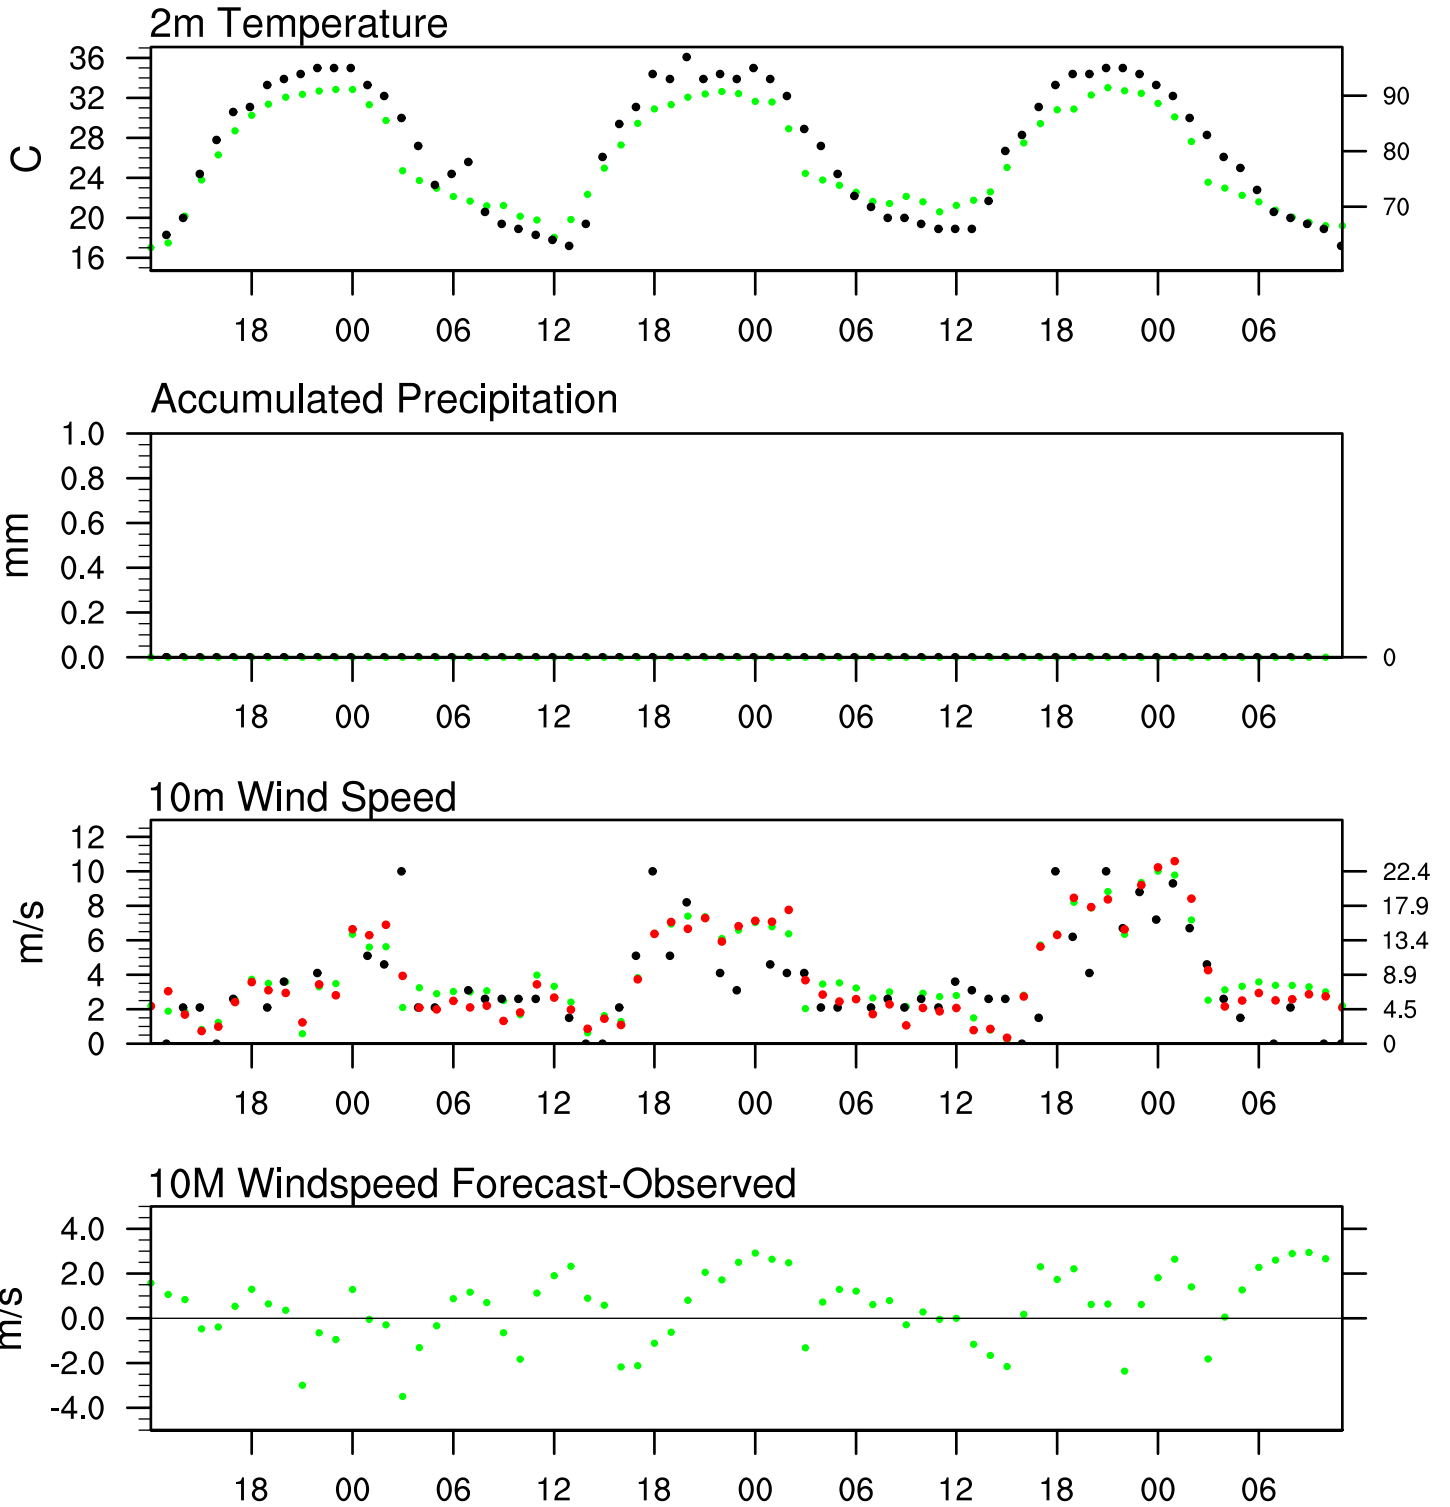 2m Temperature
36
32
28
24
20
16
C
90
80
70
18 00 06 12 18 00 06 12 18 00 06
Accumulated Precipitation
1.0
0.8
0.6
0.4
0.2
0.0
mm
0
18 00 06 12 18 00 06 12 18 00 06
10m Wind Speed
12
10
8
6
4
2
0
m/s
22.4
17.9
13.4
8.9
4.5
0
18 00 06 12 18 00 06 12 18 00 06
10M Windspeed Forecast-Observed
4.0
2.0
0.0
-2.0
-4.0
m/s
18 00 06 12 18 00 06 12 18 00 06